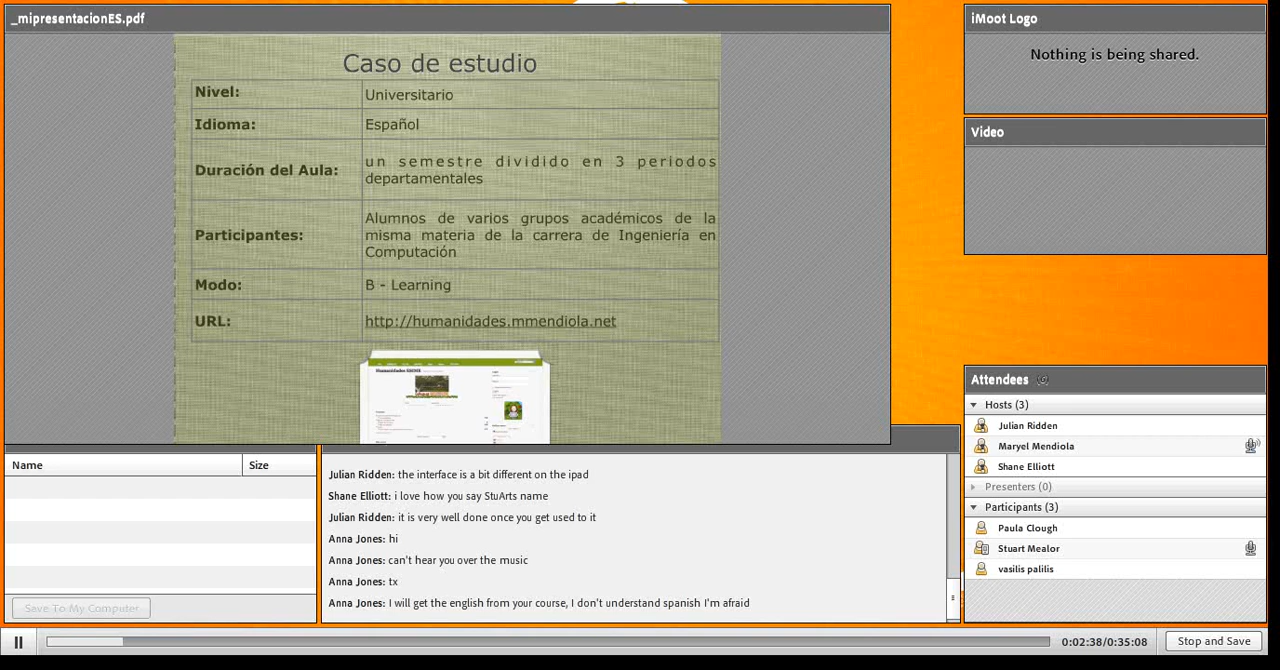 _mipresentacionES.pdf
Caso de estudio
Nivel: Universitario
Idioma: Español
Duración del Aula: un semestre dividido en 3 periodos
departamentales
Participantes: Alumnos de varios grupos académicos de la
misma materia de la carrera de Ingeniería en
Computación
Modo: B - Learning
URL: http://humanidades.mmendiola.net
iMoot Logo
Nothing is being shared.
Video
Attendees (6)
Hosts (3)
Julian Ridden
Maryel Mendiola
Shane Elliott
Presenters (0)
Participants (3)
Paula Clough
Stuart Mealor
vasilis palilis
Name Size
Save To My Computer
Julian Ridden: the interface is a bit different on the ipad
Shane Elliott: i love how you say StuArts name
Julian Ridden: it is very well done once you get used to it
Anna Jones: hi
Anna Jones: can't hear you over the music
Anna Jones: tx
Anna Jones: I will get the english from your course, I don't understand spanish I'm afraid
0:02:38/0:35:08
Stop and Save